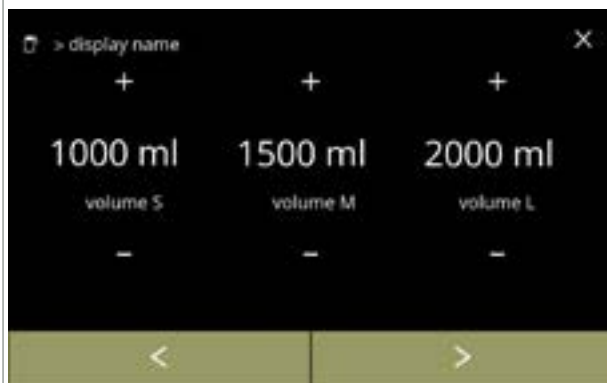 > display name
X
+ + +
1000 ml 1500 ml 2000 ml
volume S volume M volume L
- - -
< >